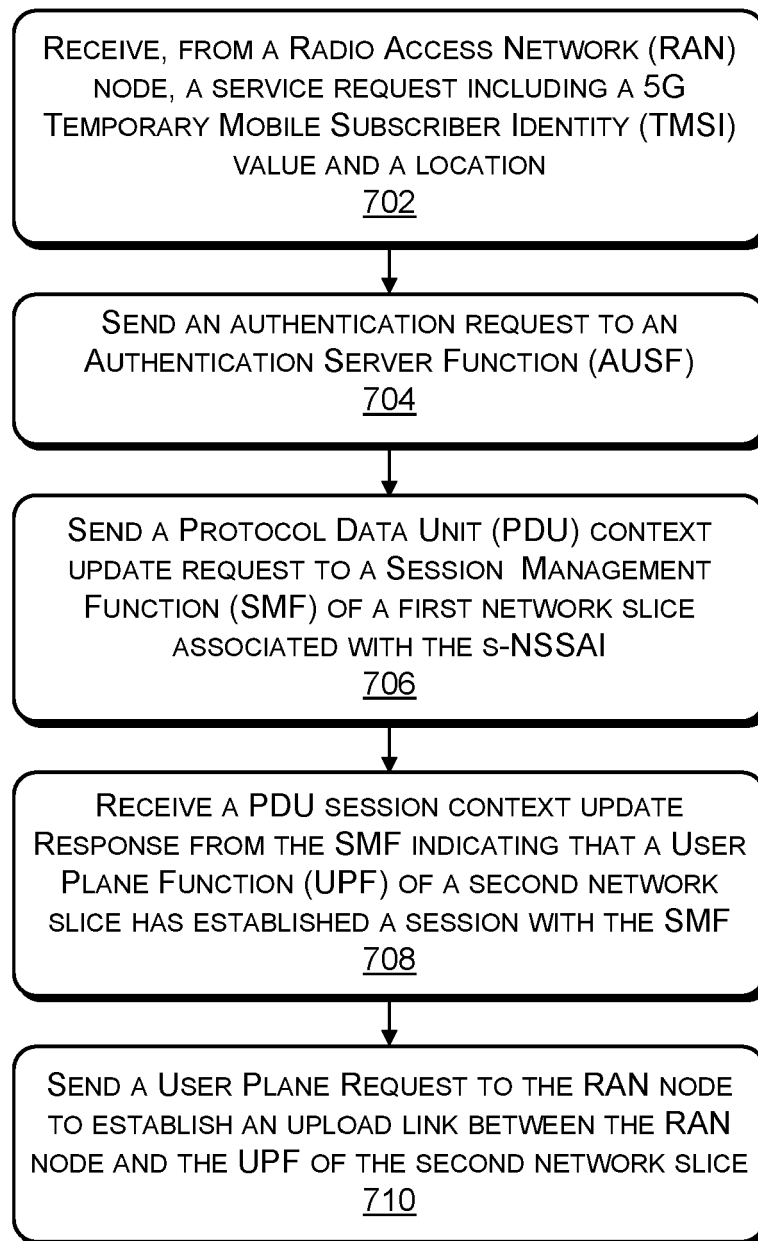 RECEIVE, FROM A RADIO ACCESS NETWORK (RAN)
NODE, A SERVICE REQUEST INCLUDING A 5G
TEMPORARY MOBILE SUBSCRIBER IDENTITY (TMSI)
VALUE AND A LOCATION
702
SEND AN AUTHENTICATION REQUEST TO AN
AUTHENTICATION SERVER FUNCTION (AUSF)
704
SEND A PROTOCOL DATA UNIT (PDU) CONTEXT
UPDATE REQUEST TO A SESSION MANAGEMENT
FUNCTION (SMF) OF A FIRST NETWORK SLICE
ASSOCIATED WITH THE S-NSSAI
706
RECEIVE A PDU SESSION CONTEXT UPDATE
RESPONSE FROM THE SMF INDICATING THAT A USER
PLANE FUNCTION (UPF) OF A SECOND NETWORK
SLICE HAS ESTABLISHED A SESSION WITH THE SMF
708
SEND A USER PLANE REQUEST TO THE RAN NODE
TO ESTABLISH AN UPLOAD LINK BETWEEN THE RAN
NODE AND THE UPF OF THE SECOND NETWORK SLICE
710